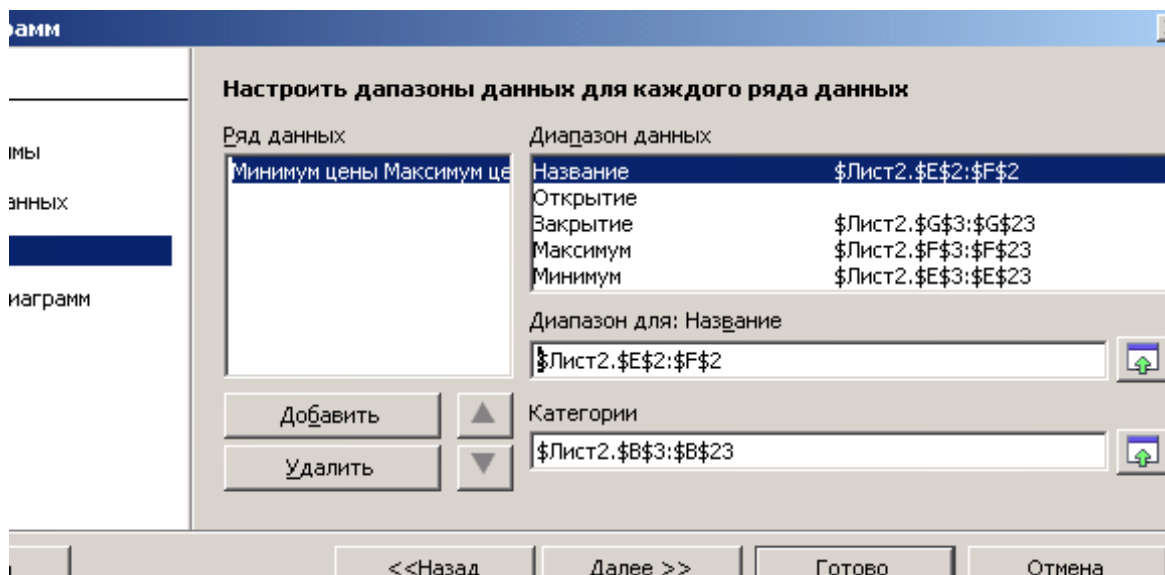 рамм
Настроить дапазоны данных для каждого ряда данных
Ряд данных
Минимум цены Максимум це
Добавить
Удалить
Диапазон данных
Название $Лист2.$E$2:$F$2
Открытие
Закрытие $Лист2.$G$3:$G$23
Максимум $Лист2.$F$3:$F$23
Минимум $Лист2.$E$3:$E$23
Диапазон для: Название
$Лист2.$E$2:$F$2
Категории
$Лист2.$B$3:$B$23
мы
анных
иаграмм
<<Назад Далее >> Готово Отмена